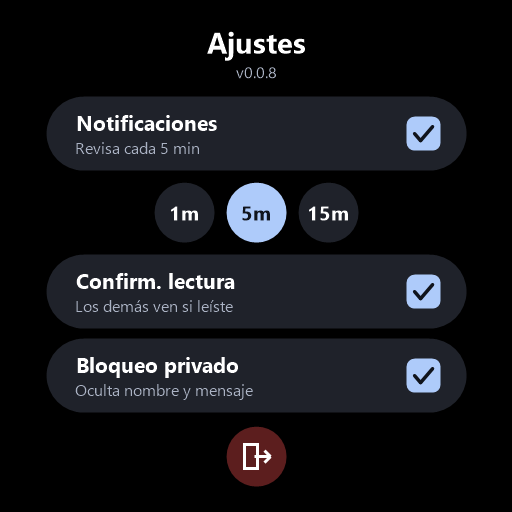 Ajustes
v0.0.8
Notificaciones
Revisa cada 5 min
1m 5m 15m
Confirm. lectura
Los demás ven si leíste
Bloqueo privado
Oculta nombre y mensaje